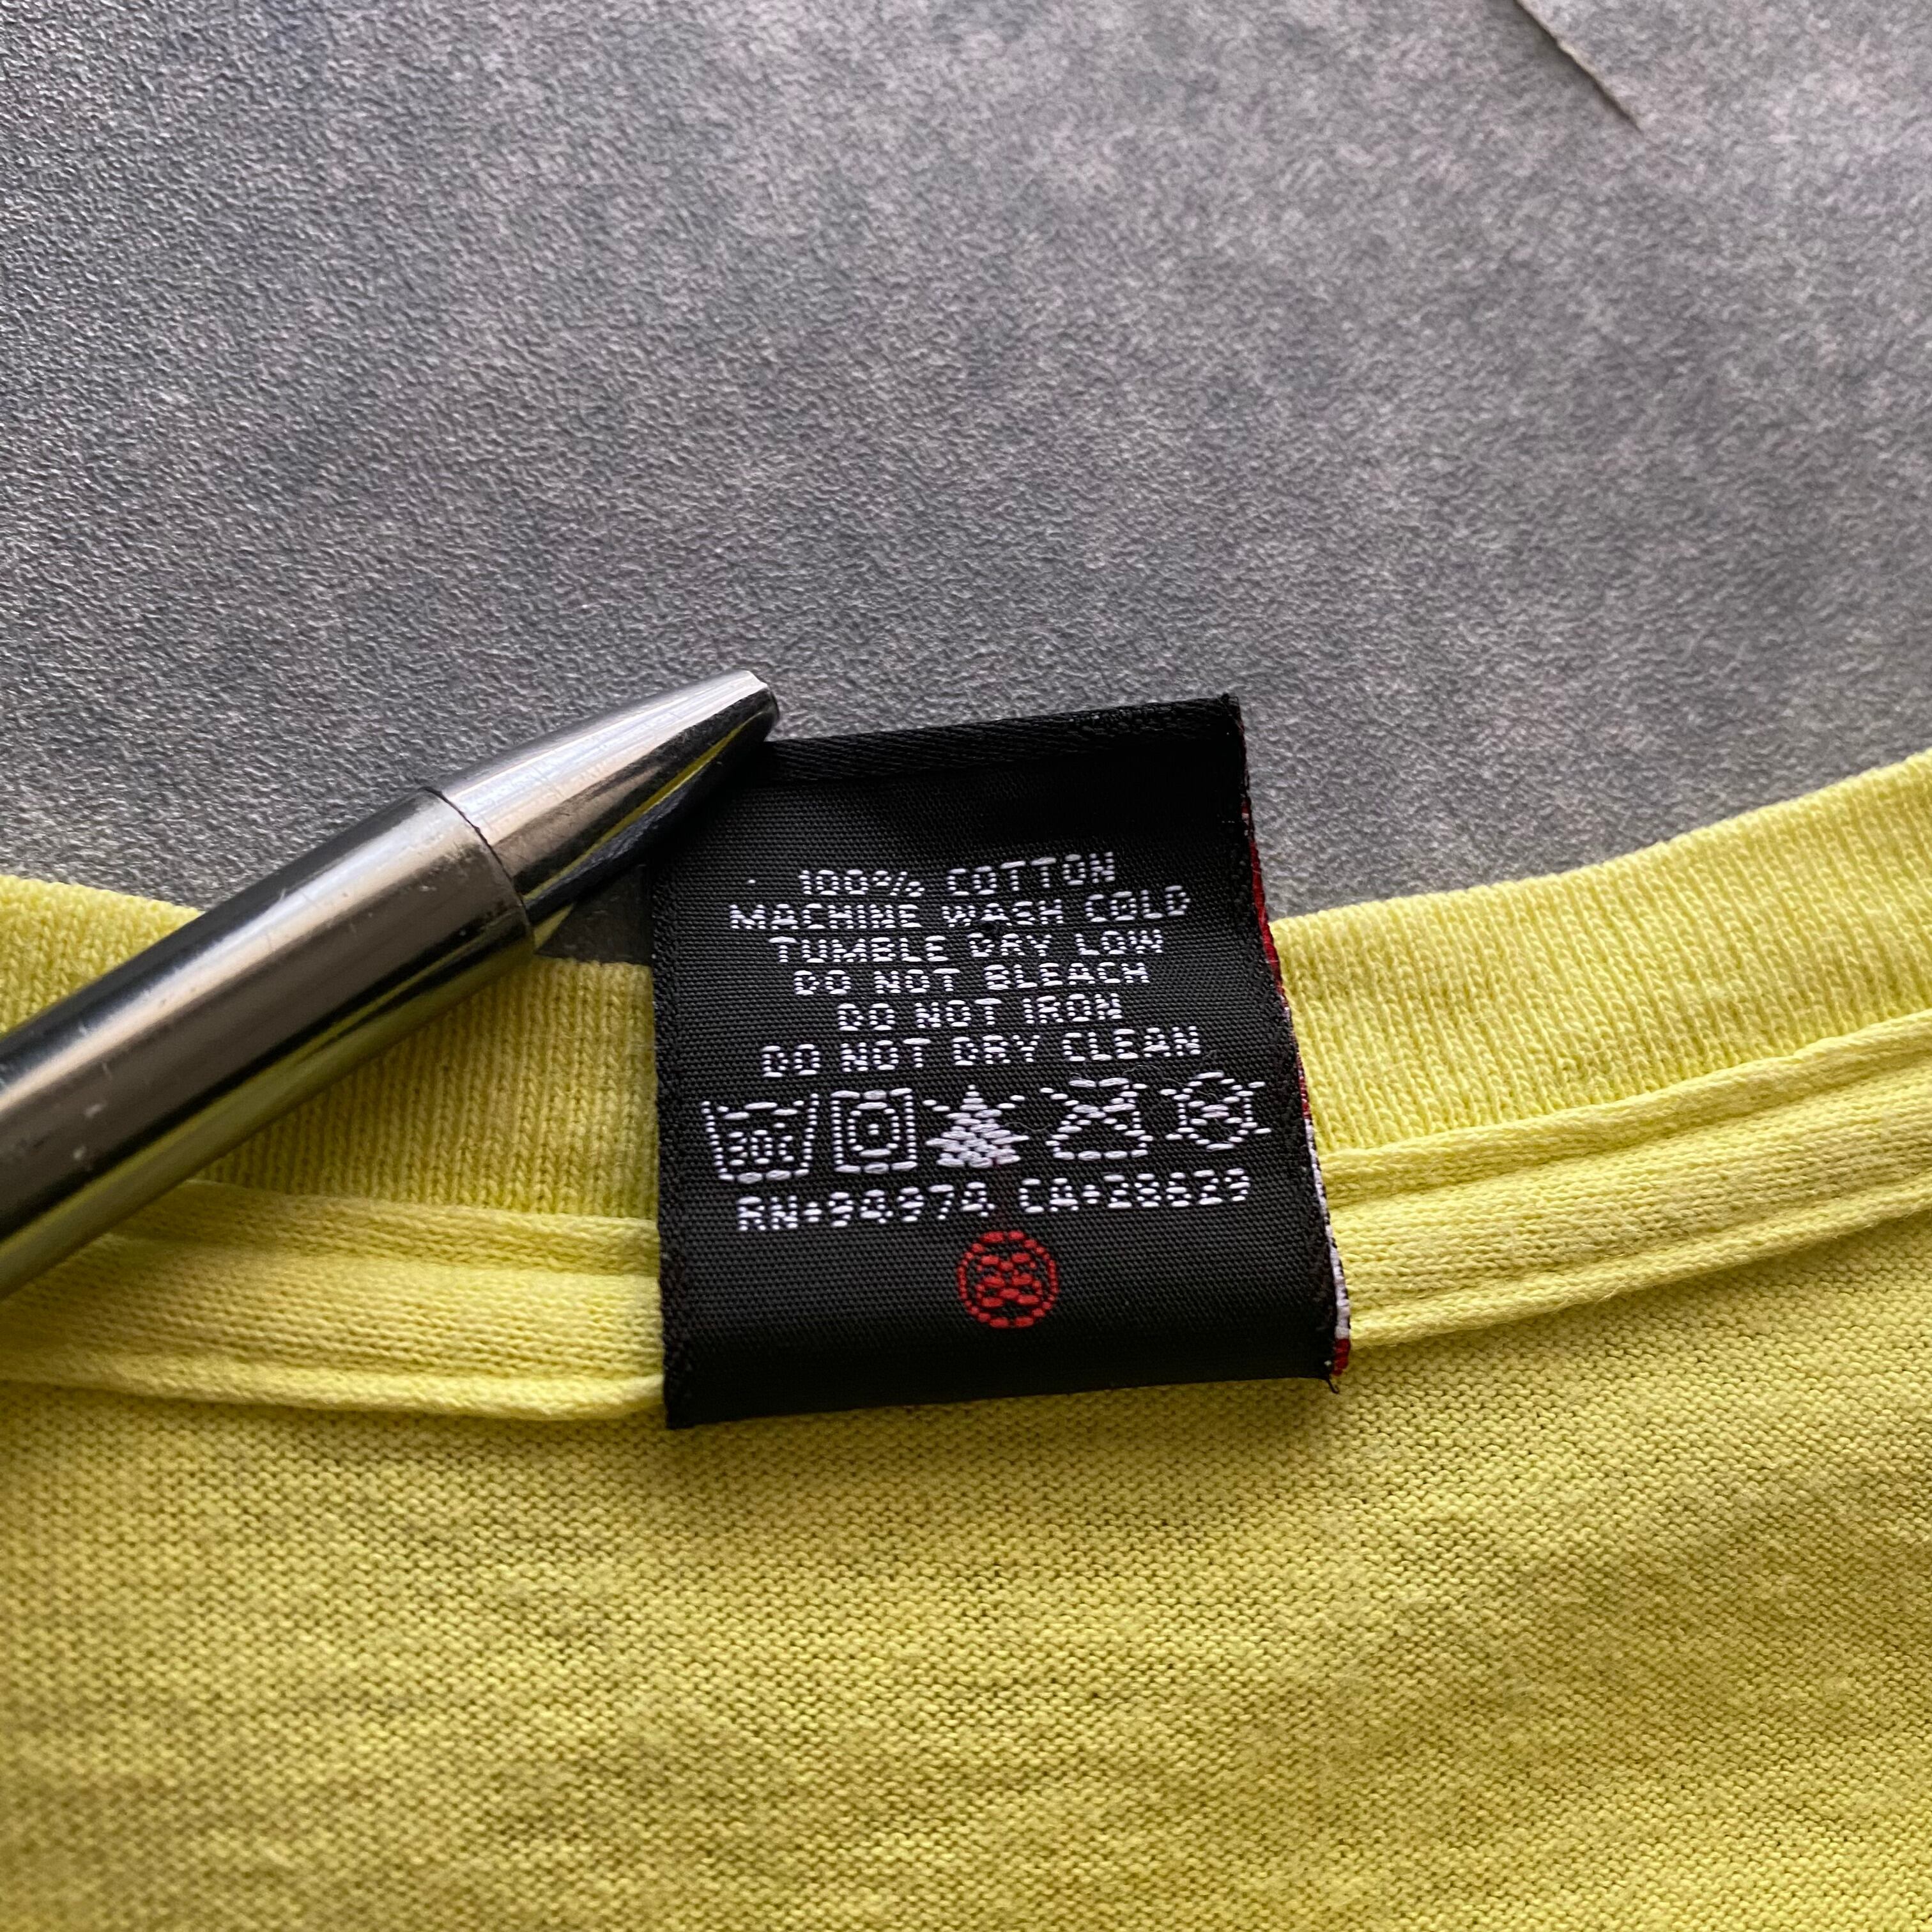 100% COTTON
MACHINE WASH COLD
TUMBLE DRY LOW
DO NOT BLEACH
DO NOT IRON
DO NOT DRY CLEAN
30C
RN*94974 CA*28629